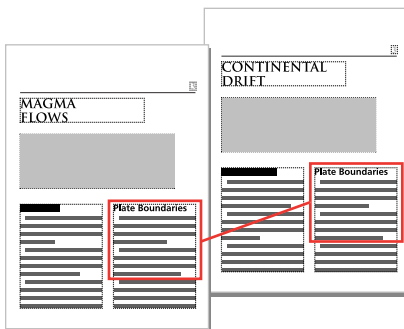 MAGMA
FLOWS
Plate Boundaries
CONTINENTAL
DRIFT
Plate Boundaries